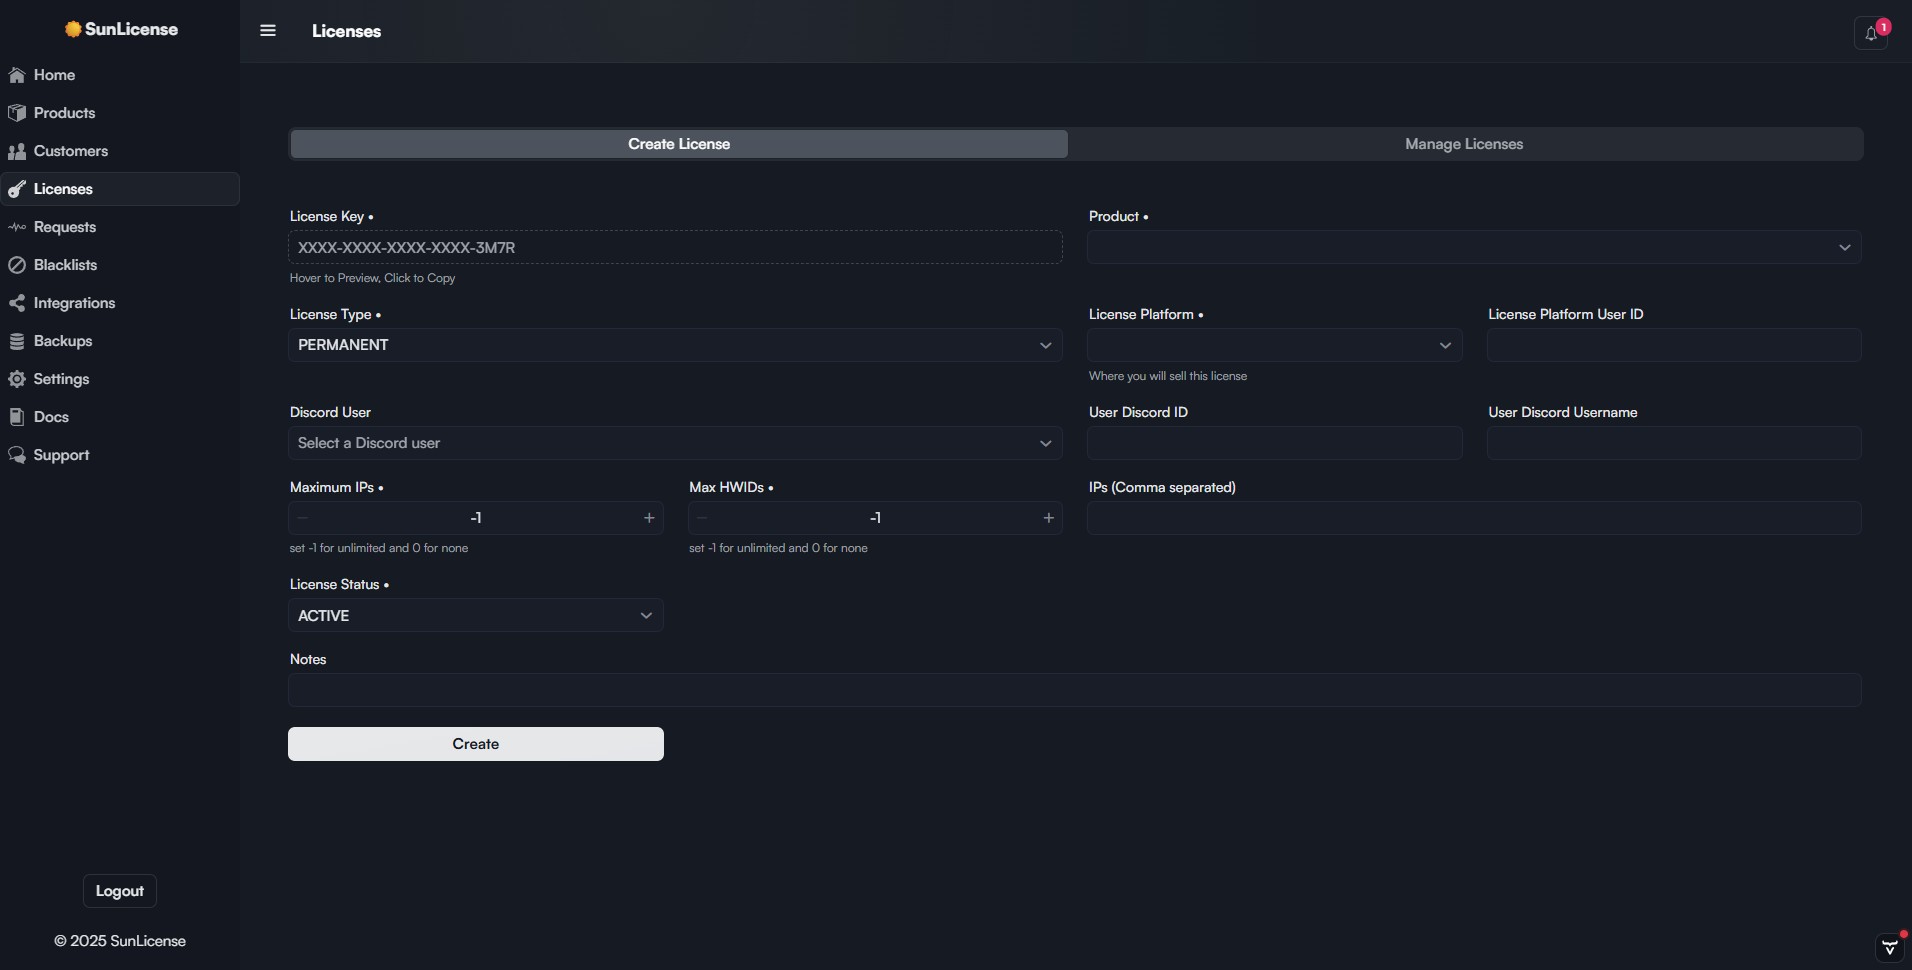 SunLicense
Home
Products
Customers
Licenses
Requests
Blacklists
Integrations
Backups
Settings
Docs
Support
Logout
© 2025 SunLicense
Licenses
1
Create License
Manage Licenses
License Key •
XXXX-XXXX-XXXX-XXXX-3M7R
Hover to Preview, Click to Copy
Product •
License Type •
PERMANENT
License Platform •
Where you will sell this license
License Platform User ID
Discord User
Select a Discord user
User Discord ID
User Discord Username
Maximum IPs •
-1
set -1 for unlimited and 0 for none
Max HWIDs •
-1
set -1 for unlimited and 0 for none
IPs (Comma separated)
License Status •
ACTIVE
Notes
Create